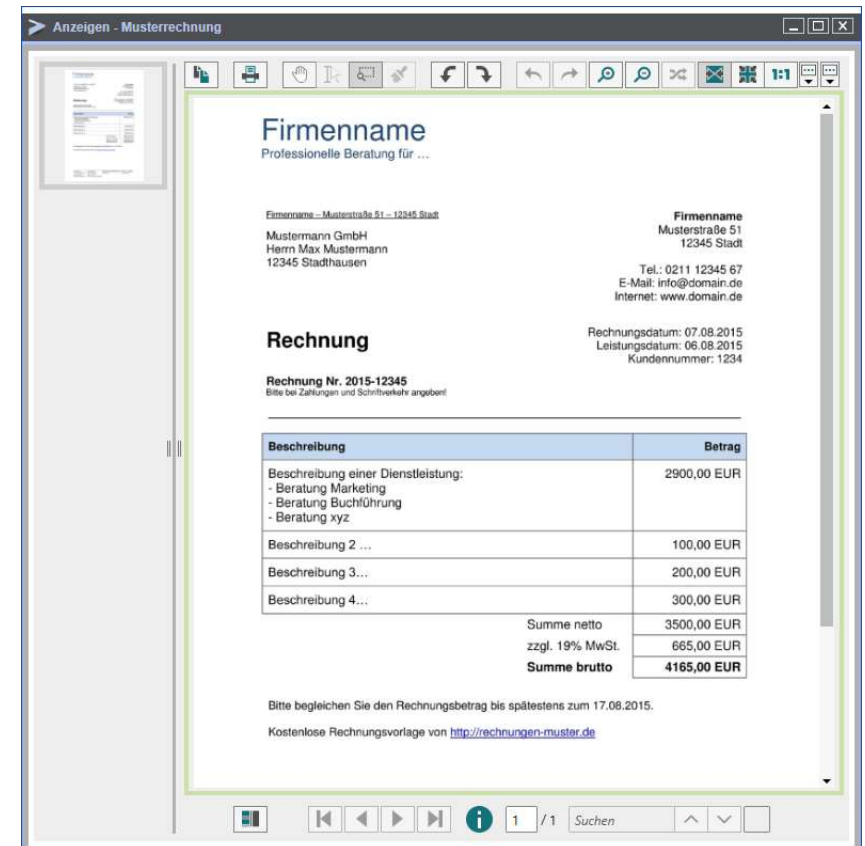 Anzeigen - Musterrechnung
1:1
Firmenname
Professionelle Beratung für ...
Firmenname – Musterstraße 51 – 12345 Stadt
Mustermann GmbH
Herrn Max Mustermann
12345 Stadthausen
Firmenname
Musterstraße 51
12345 Stadt
Tel.: 0211 12345 67
E-Mail: info@domain.de
Internet: www.domain.de
Rechnung
Rechnungsdatum: 07.08.2015
Leistungsdatum: 06.08.2015
Kundennummer: 1234
Rechnung Nr. 2015-12345
Bitte bei Zahlungen und Schriftverkehr angeben!
Beschreibung Betrag
Beschreibung einer Dienstleistung: 2900,00 EUR
- Beratung Marketing
- Beratung Buchführung
- Beratung xyz
Beschreibung 2 ... 100,00 EUR
Beschreibung 3... 200,00 EUR
Beschreibung 4... 300,00 EUR
Summe netto 3500,00 EUR
zzgl. 19% MwSt. 665,00 EUR
Summe brutto 4165,00 EUR
Bitte begleichen Sie den Rechnungsbetrag bis spätestens zum 17.08.2015.
Kostenlose Rechnungsvorlage von http://rechnungen-muster.de
1 / 1 Suchen